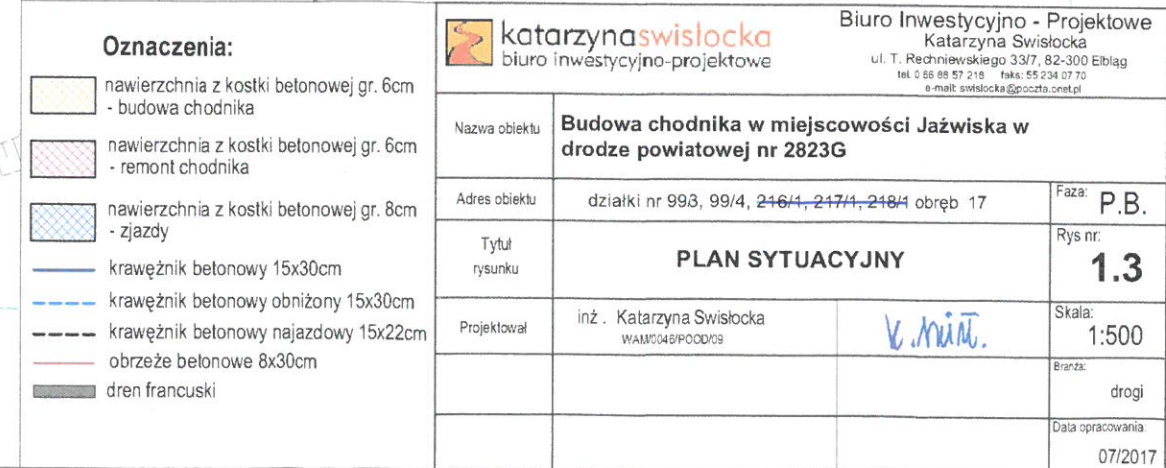 Oznaczenia:
nawierzchnia z kostki betonowej gr. 6cm
- budowa chodnika
nawierzchnia z kostki betonowej gr. 6cm
- remont chodnika
nawierzchnia z kostki betonowej gr. 8cm
- zjazdy
krawężnik betonowy 15x30cm
krawężnik betonowy obniżony 15x30cm
krawężnik betonowy najazdowy 15x22cm
obrzeże betonowe 8x30cm
dren francuski
katarzynaswisłocka
biuro inwestycyjno-projektowe
Biuro Inwestycyjno - Projektowe
Katarzyna Swisłocka
ul. T. Rechniewskiego 33/7, 82-300 Elbląg
tel. 0 66 88 57 218 faks: 55 234 07 70
e-mail: swislocka@poczta.onet.pl
Nazwa obiektu
Budowa chodnika w miejscowości Jaźwiska w
drodze powiatowej nr 2823G
Adres obiektu
działki nr 99/3, 99/4, 216/1, 217/1, 218/1 obręb 17
Faza:
P.B.
Tytuł
rysunku
PLAN SYTUACYJNY
Rys nr:
1.3
Projektował
inż . Katarzyna Swisłocka
WAM/0046/POOD/09
Skala:
1:500
Branża:
drogi
Data opracowania:
07/2017